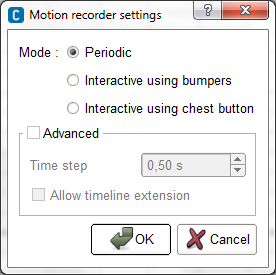 Motion recorder settings
Mode : Periodic
Interactive using bumpers
Interactive using chest button
Advanced
Time step 0,50 s
Allow timeline extension
OK Cancel